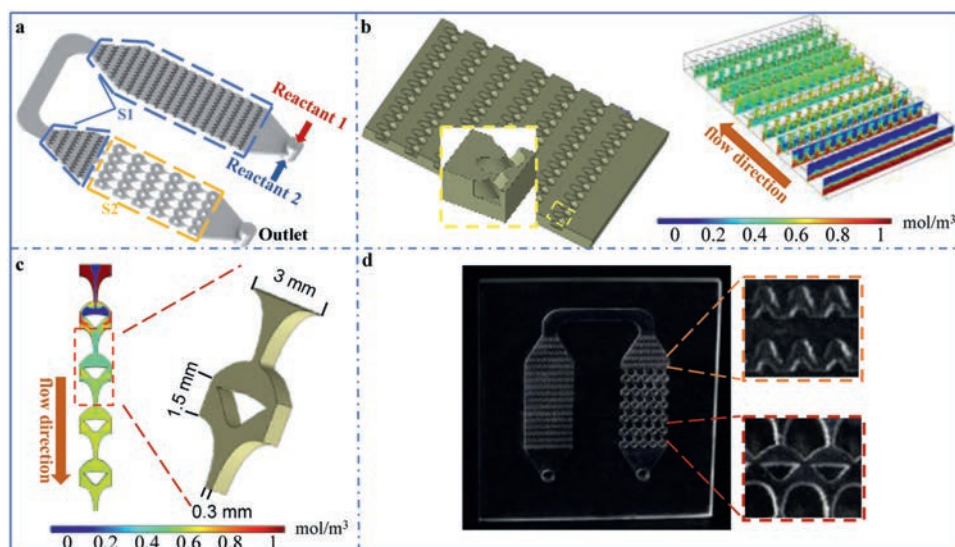 a
S1
Reactant 1
Reactant 2
S2
Outlet
b
flow direction
mol/m³
0 0.2 0.4 0.6 0.8 1
c
3 mm
1.5 mm
0.3 mm
flow direction
mol/m³
0 0.2 0.4 0.6 0.8 1
d